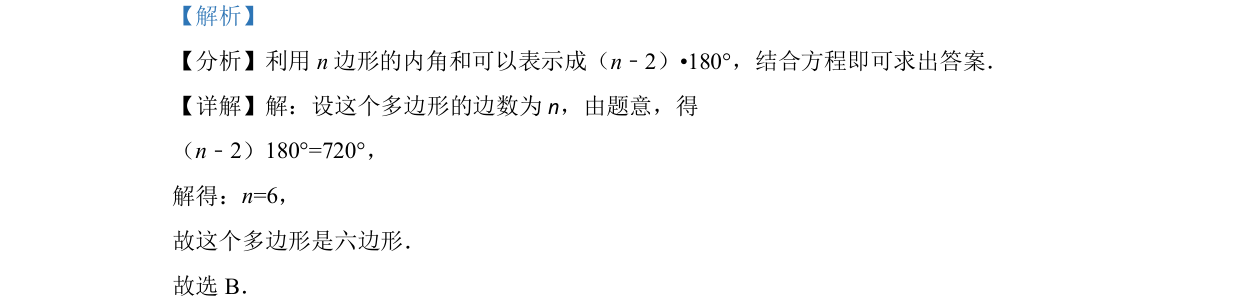 【解析】
【分析】利用 n 边形的内角和可以表示成（n﹣2）•180°，结合方程即可求出答案．
【详解】解：设这个多边形的边数为 n，由题意，得
（n﹣2）180°=720°，
解得：n=6，
故这个多边形是六边形．
故选 B．